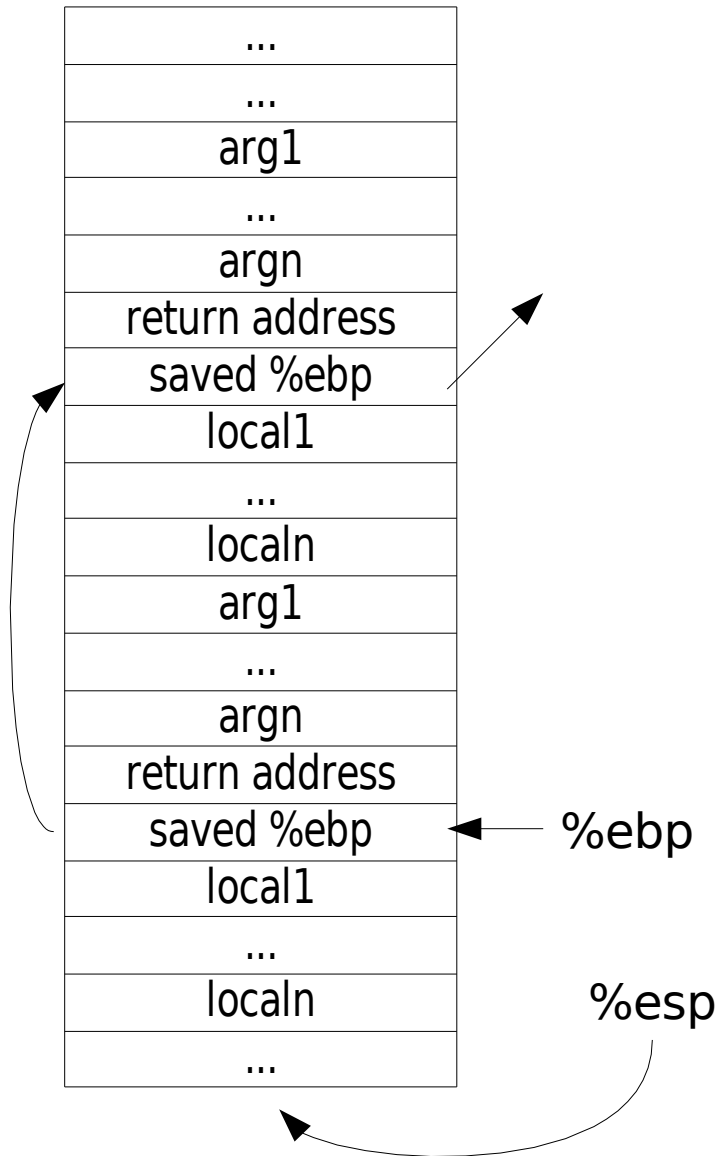 ...
...
arg1
...
argn
return address
saved %ebp
local1
...
localn
arg1
...
argn
return address
saved %ebp
%ebp
local1
...
localn
%esp
...